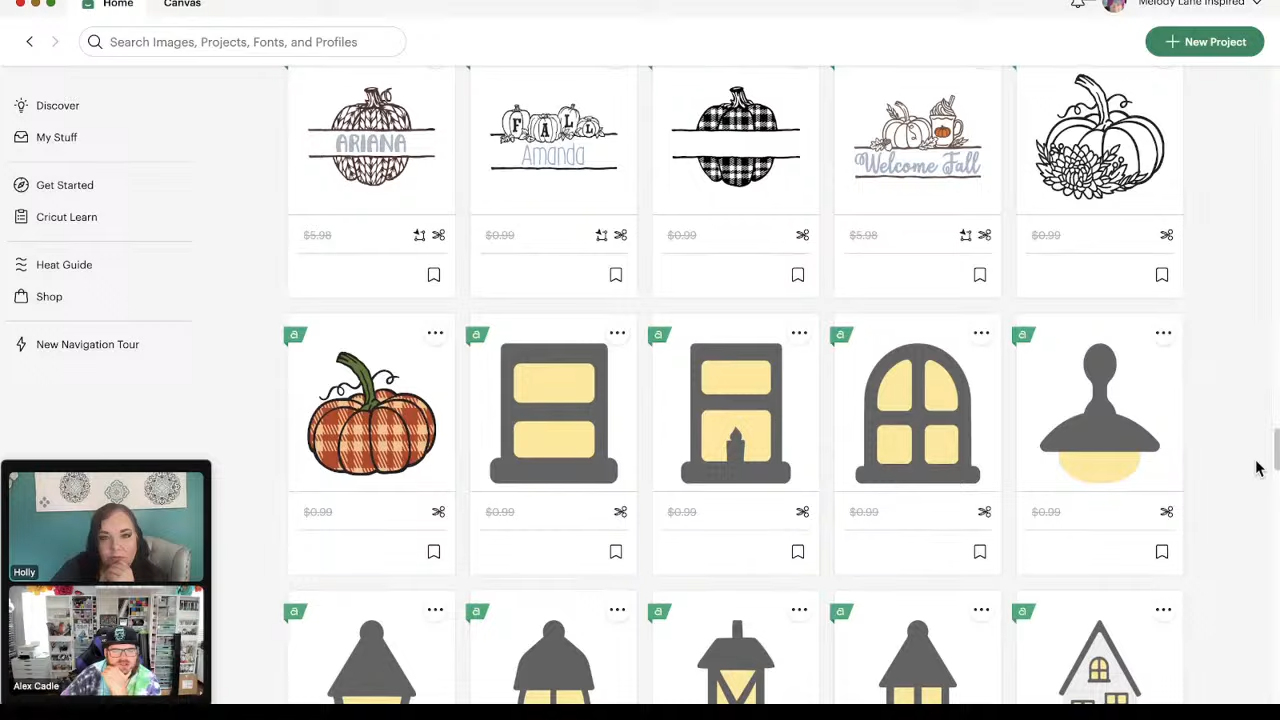 Home Canvas Melody Lane Inspired
Search Images, Projects, Fonts, and Profiles
New Project
Discover
My Stuff
Get Started
Cricut Learn
Heat Guide
Shop
New Navigation Tour
ARIANA
FALL
Amanda
Welcome Fall
$5.98 $0.99 $0.99 $5.98 $0.99
a a a a a
$0.99 $0.99 $0.99 $0.99 $0.99
a a a a a
Holly
Alex Cadle